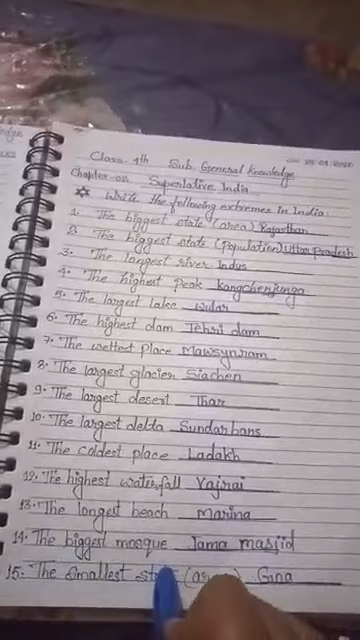 Class- 4th Sub General Knowledge
Chapter-02. Superlative India
☆ Write the following extremes in India:
1. The biggest state (area) Rajasthan
2. The biggest state (Population) Uttar Pradesh
3. The longest river Indus
4. The highest Peak Kangchenjunga
5. The largest lake Wular
6. The highest dam Tehri dam
7. The wettest Place Mawsynram
8. The largest glacier Siachen
9. The largest desert Thar
10. The largest delta Sundarbans
11. The coldest place Ladakh
12. The highest waterfall Vajrai
13. The longest beach Marina
14. The biggest mosque Jama masjid
15. The smallest (area) Goa